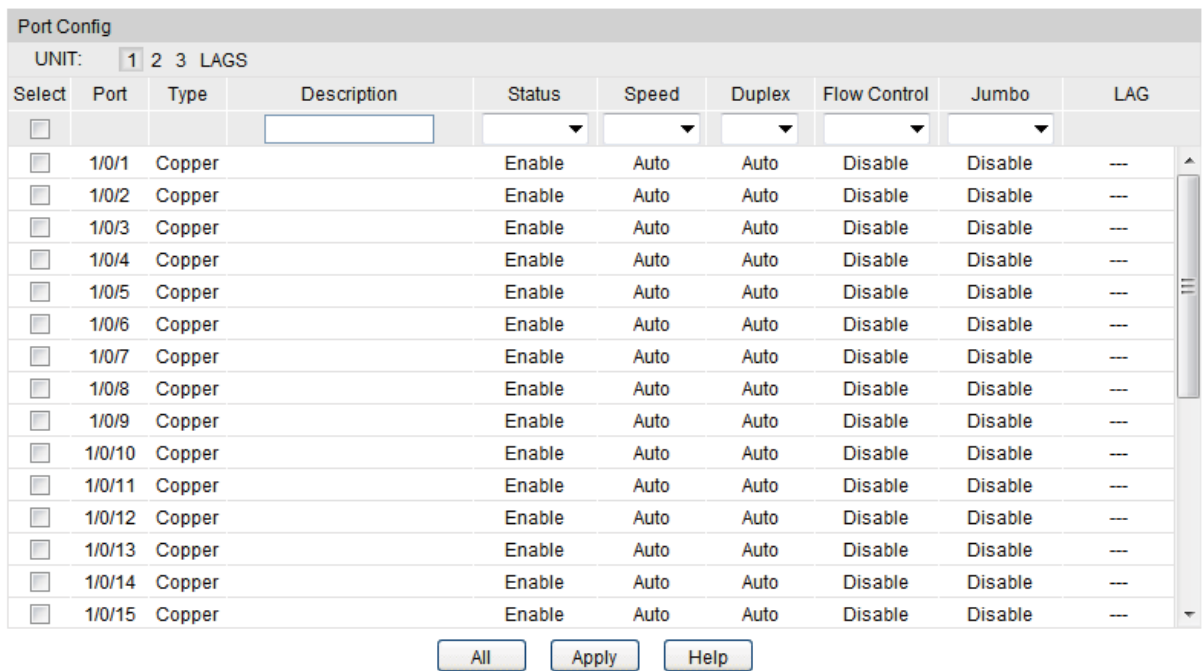 Port Config
UNIT: 1 2 3 LAGS
Select Port Type Description Status Speed Duplex Flow Control Jumbo LAG
1/0/1 Copper Enable Auto Auto Disable Disable ---
1/0/2 Copper Enable Auto Auto Disable Disable ---
1/0/3 Copper Enable Auto Auto Disable Disable ---
1/0/4 Copper Enable Auto Auto Disable Disable ---
1/0/5 Copper Enable Auto Auto Disable Disable ---
1/0/6 Copper Enable Auto Auto Disable Disable ---
1/0/7 Copper Enable Auto Auto Disable Disable ---
1/0/8 Copper Enable Auto Auto Disable Disable ---
1/0/9 Copper Enable Auto Auto Disable Disable ---
1/0/10 Copper Enable Auto Auto Disable Disable ---
1/0/11 Copper Enable Auto Auto Disable Disable ---
1/0/12 Copper Enable Auto Auto Disable Disable ---
1/0/13 Copper Enable Auto Auto Disable Disable ---
1/0/14 Copper Enable Auto Auto Disable Disable ---
1/0/15 Copper Enable Auto Auto Disable Disable ---
All Apply Help